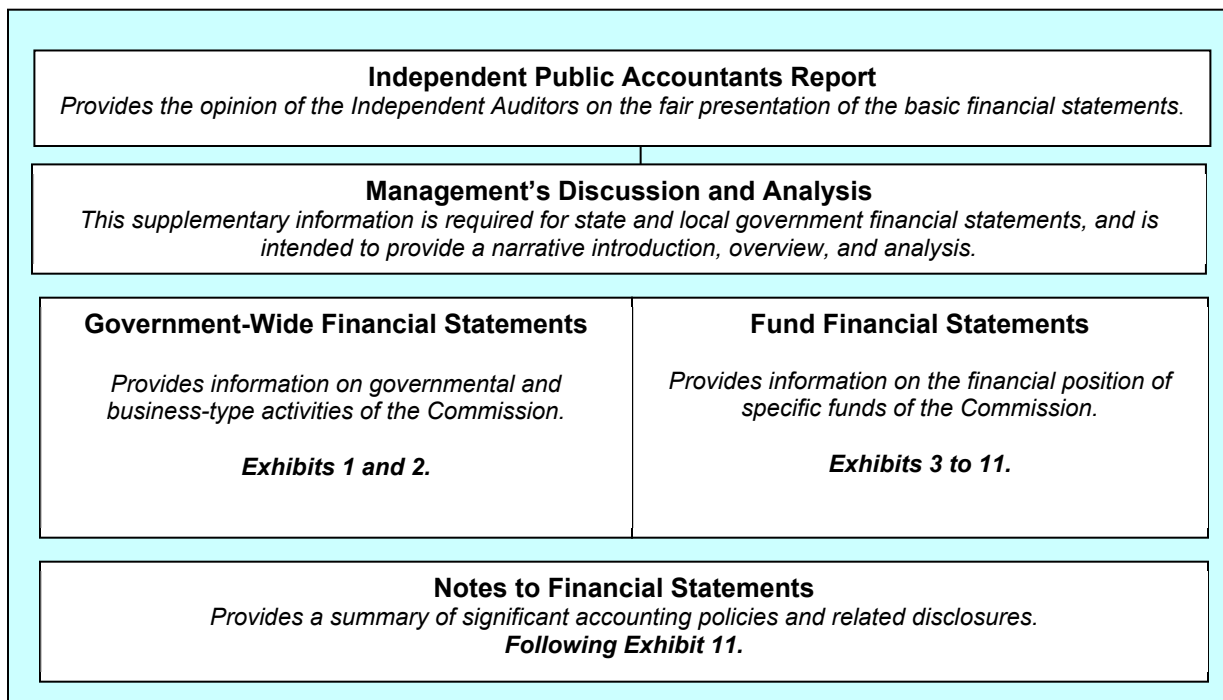 Independent Public Accountants Report
Provides the opinion of the Independent Auditors on the fair presentation of the basic financial statements.
Management’s Discussion and Analysis
This supplementary information is required for state and local government financial statements, and is
intended to provide a narrative introduction, overview, and analysis.
Government-Wide Financial Statements
Provides information on governmental and
business-type activities of the Commission.
Exhibits 1 and 2.
Fund Financial Statements
Provides information on the financial position of
specific funds of the Commission.
Exhibits 3 to 11.
Notes to Financial Statements
Provides a summary of significant accounting policies and related disclosures.
Following Exhibit 11.